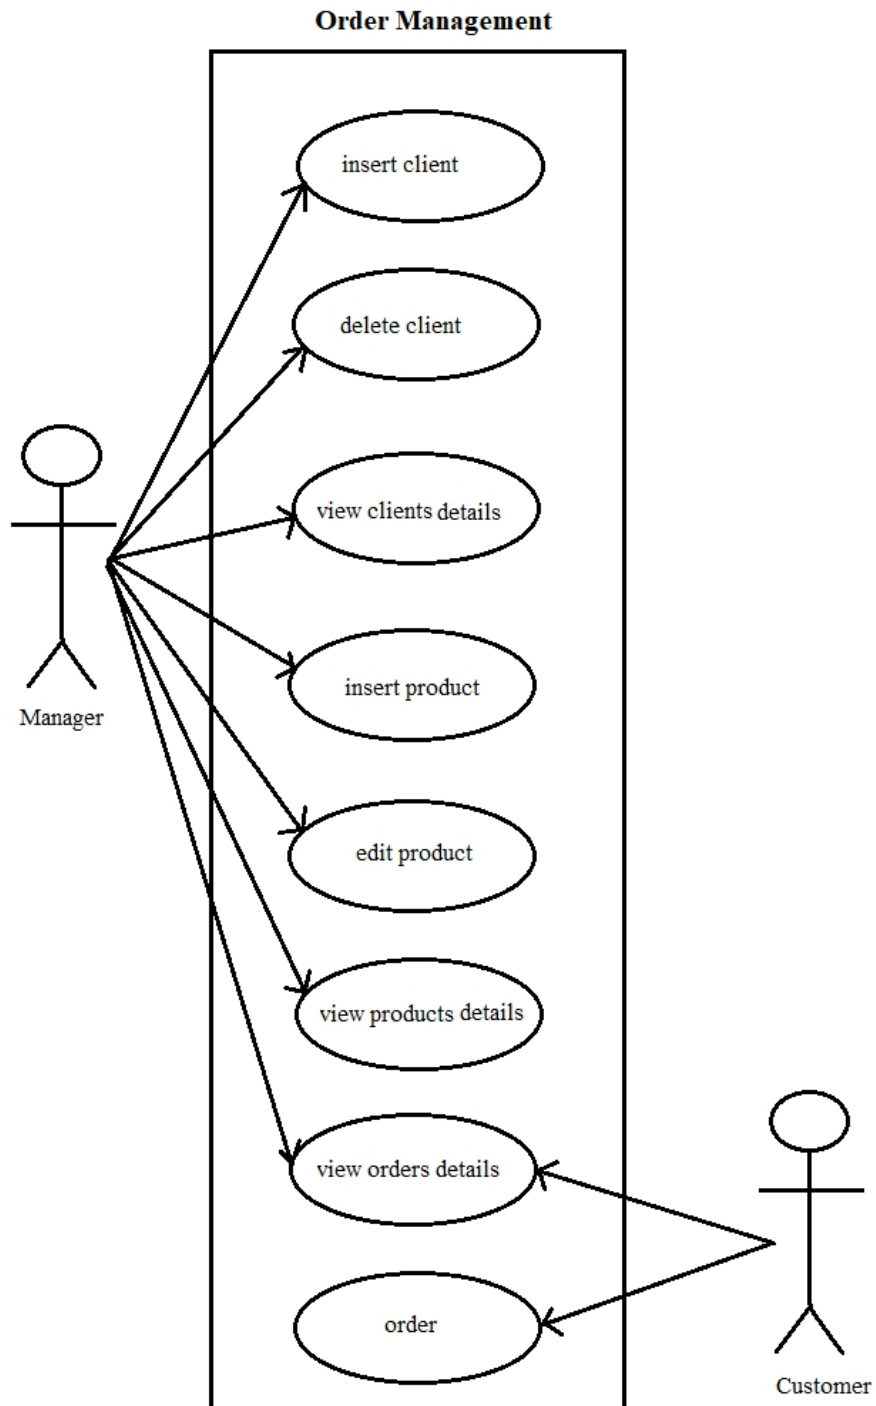 Order Management
insert client
delete client
view clients details
insert product
Manager
edit product
view products details
view orders details
order
Customer